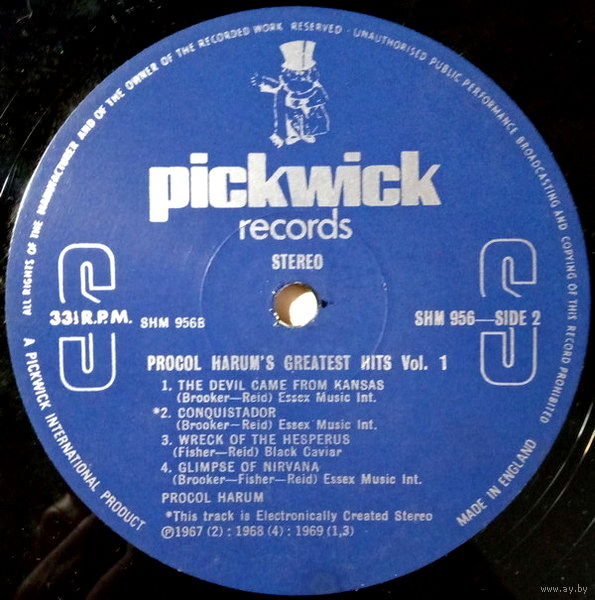 ALL RIGHTS OF THE MANUFACTURER AND OF THE OWNER OF THE RECORDED WORK RESERVED · UNAUTHORISED PUBLIC PERFORMANCE BROADCASTING AND COPYING OF THIS RECORD PROHIBITED
pickwick
records
STEREO
33⅓ R.P.M.
SHM 956B
SHM 956—SIDE 2
PROCOL HARUM'S GREATEST HITS Vol. 1
1. THE DEVIL CAME FROM KANSAS
(Brooker—Reid) Essex Music Int.
*2. CONQUISTADOR
(Brooker—Reid) Essex Music Int.
3. WRECK OF THE HESPERUS
(Fisher—Reid) Black Caviar
4. GLIMPSE OF NIRVANA
(Brooker—Fisher—Reid) Essex Music Int.
PROCOL HARUM
*This track is Electronically Created Stereo
℗1967 (2) : 1968 (4) : 1969 (1,3)
A PICKWICK INTERNATIONAL PRODUCT
MADE IN ENGLAND
www.ay.by